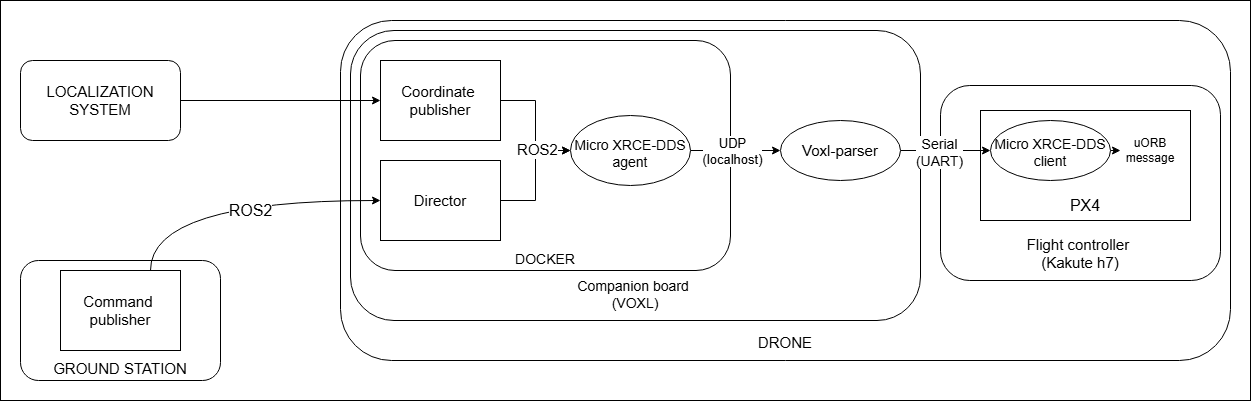 LOCALIZATION
SYSTEM
Coordinate
publisher
Director
ROS2
Micro XRCE-DDS
agent
UDP
(localhost)
Voxl-parser
Serial
(UART)
Micro XRCE-DDS
client
uORB
message
PX4
Flight controller
(Kakute h7)
DOCKER
Companion board
(VOXL)
DRONE
ROS2
Command
publisher
GROUND STATION